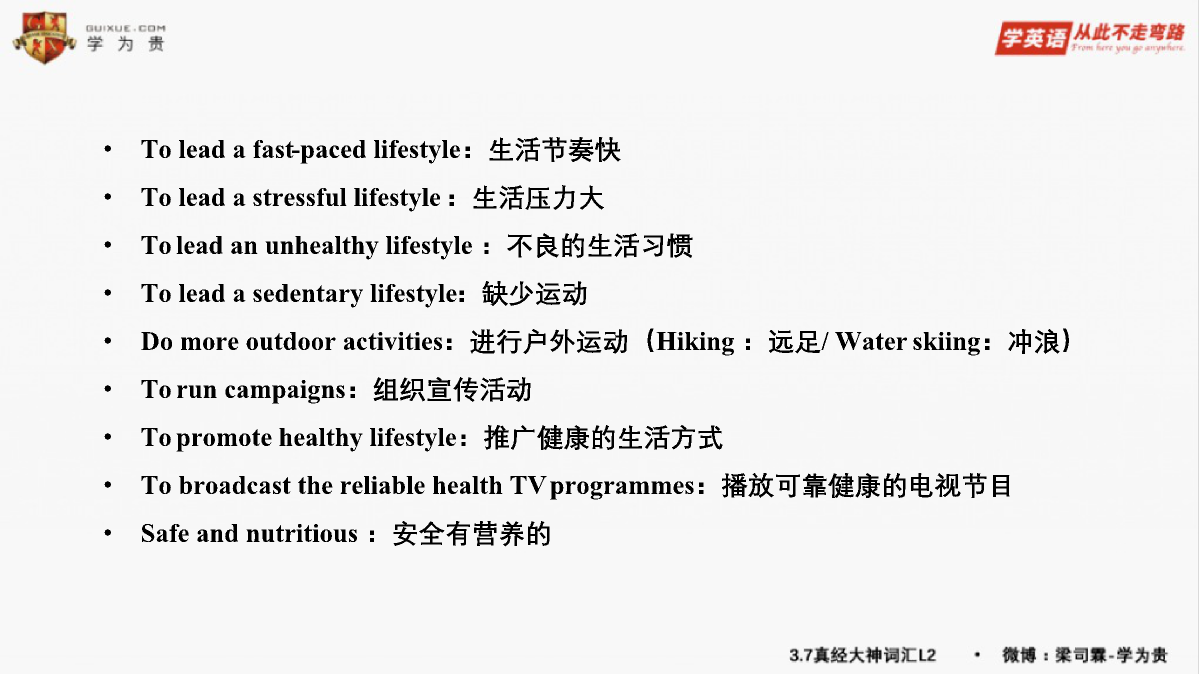 GUIXUE.COM
学为贵
学英语 从此不走弯路
From here you go anywhere.
• To lead a fast-paced lifestyle：生活节奏快
• To lead a stressful lifestyle：生活压力大
• To lead an unhealthy lifestyle：不良的生活习惯
• To lead a sedentary lifestyle：缺少运动
• Do more outdoor activities：进行户外运动（Hiking：远足/ Water skiing：冲浪）
• To run campaigns：组织宣传活动
• To promote healthy lifestyle：推广健康的生活方式
• To broadcast the reliable health TV programmes：播放可靠健康的电视节目
• Safe and nutritious：安全有营养的
3.7真经大神词汇L2 • 微博：梁司霖-学为贵